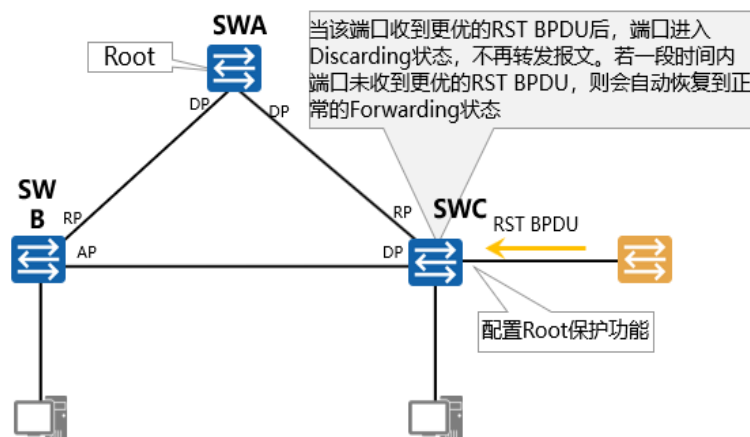 SWA
Root
当该端口收到更优的RST BPDU后，端口进入
Discarding状态，不再转发报文。若一段时间内
端口未收到更优的RST BPDU，则会自动恢复到正
常的Forwarding状态
DP
DP
SW
B
RP
RP
SWC
RST BPDU
AP
DP
配置Root保护功能